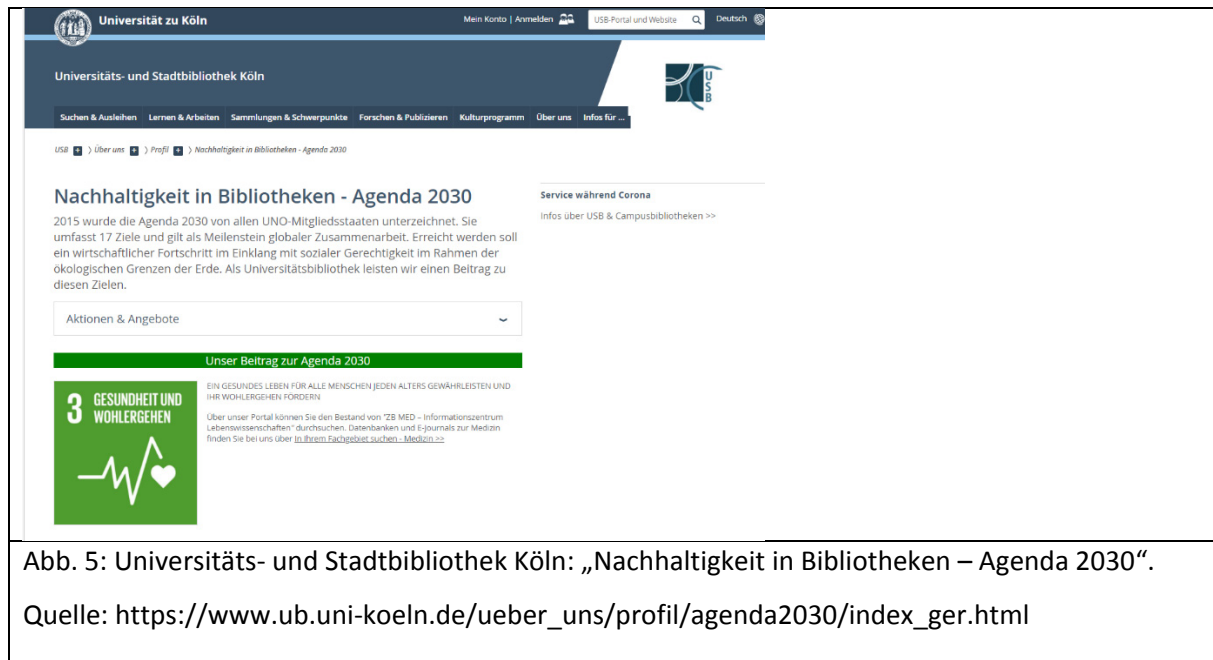 Universität zu Köln
Mein Konto | Anmelden
USB-Portal und Website
Deutsch
Universitäts- und Stadtbibliothek Köln
U
S
B
Suchen & Ausleihen Lernen & Arbeiten Sammlungen & Schwerpunkte Forschen & Publizieren Kulturprogramm Über uns Infos für ...
USB + ⟩ Über uns + ⟩ Profil + ⟩ Nachhaltigkeit in Bibliotheken - Agenda 2030
Nachhaltigkeit in Bibliotheken - Agenda 2030
2015 wurde die Agenda 2030 von allen UNO-Mitgliedsstaaten unterzeichnet. Sie
umfasst 17 Ziele und gilt als Meilenstein globaler Zusammenarbeit. Erreicht werden soll
ein wirtschaftlicher Fortschritt im Einklang mit sozialer Gerechtigkeit im Rahmen der
ökologischen Grenzen der Erde. Als Universitätsbibliothek leisten wir einen Beitrag zu
diesen Zielen.
Service während Corona
Infos über USB & Campusbibliotheken >>
Aktionen & Angebote
Unser Beitrag zur Agenda 2030
3 GESUNDHEIT UND
WOHLERGEHEN
EIN GESUNDES LEBEN FÜR ALLE MENSCHEN JEDEN ALTERS GEWÄHRLEISTEN UND
IHR WOHLERGEHEN FÖRDERN
Über unser Portal können Sie den Bestand von "ZB MED – Informationszentrum
Lebenswissenschaften" durchsuchen. Datenbanken und E-Journals zur Medizin
finden Sie bei uns über In Ihrem Fachgebiet suchen - Medizin >>
Abb. 5: Universitäts- und Stadtbibliothek Köln: „Nachhaltigkeit in Bibliotheken – Agenda 2030“.
Quelle: https://www.ub.uni-koeln.de/ueber_uns/profil/agenda2030/index_ger.html